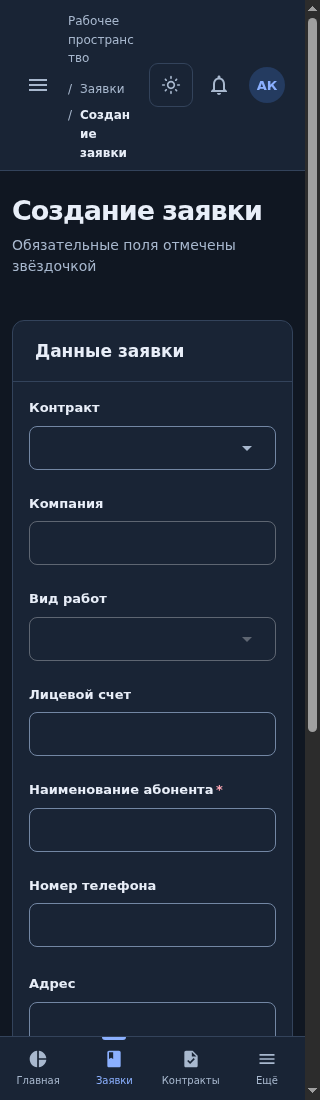 Рабочее
пространс
тво
/ Заявки
/ Создан
ие
заявки
АК
Создание заявки
Обязательные поля отмечены
звёздочкой
Данные заявки
Контракт
Компания
Вид работ
Лицевой счет
Наименование абонента *
Номер телефона
Адрес
Главная
Заявки
Контракты
Ещё